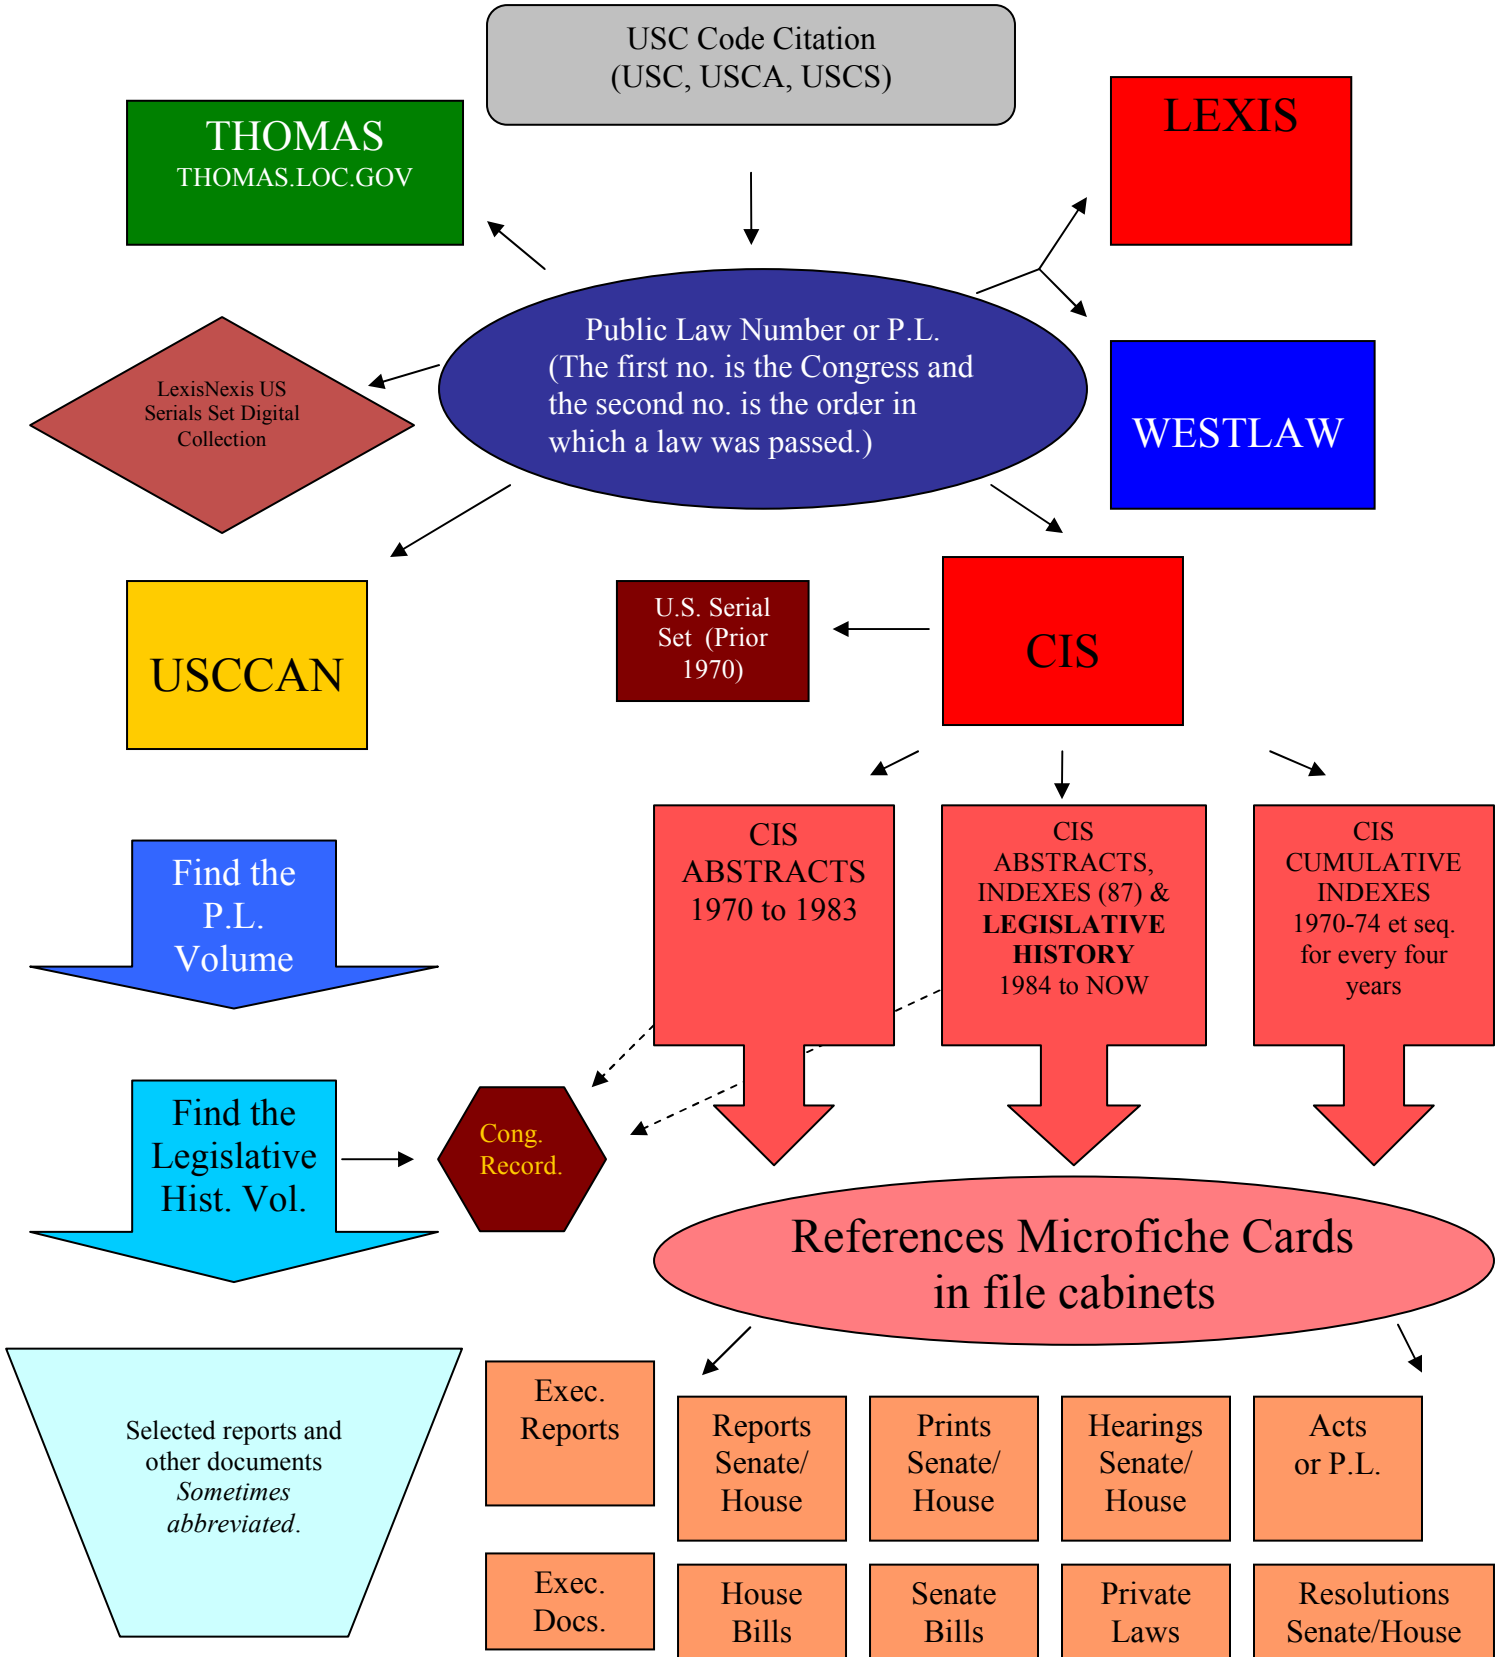 USC Code Citation
(USC, USCA, USCS)
THOMAS
THOMAS.LOC.GOV
LEXIS
Public Law Number or P.L.
(The first no. is the Congress and
the second no. is the order in
which a law was passed.)
LexisNexis US
Serials Set Digital
Collection
WESTLAW
USCCAN
U.S. Serial
Set (Prior
1970)
CIS
Find the
P.L.
Volume
CIS
ABSTRACTS
1970 to 1983
CIS
ABSTRACTS,
INDEXES (87) &
LEGISLATIVE
HISTORY
1984 to NOW
CIS
CUMULATIVE
INDEXES
1970-74 et seq.
for every four
years
Find the
Legislative
Hist. Vol.
Cong.
Record.
References Microfiche Cards
in file cabinets
Selected reports and
other documents
Sometimes
abbreviated.
Exec.
Reports
Reports
Senate/
House
Prints
Senate/
House
Hearings
Senate/
House
Acts
or P.L.
Exec.
Docs.
House
Bills
Senate
Bills
Private
Laws
Resolutions
Senate/House